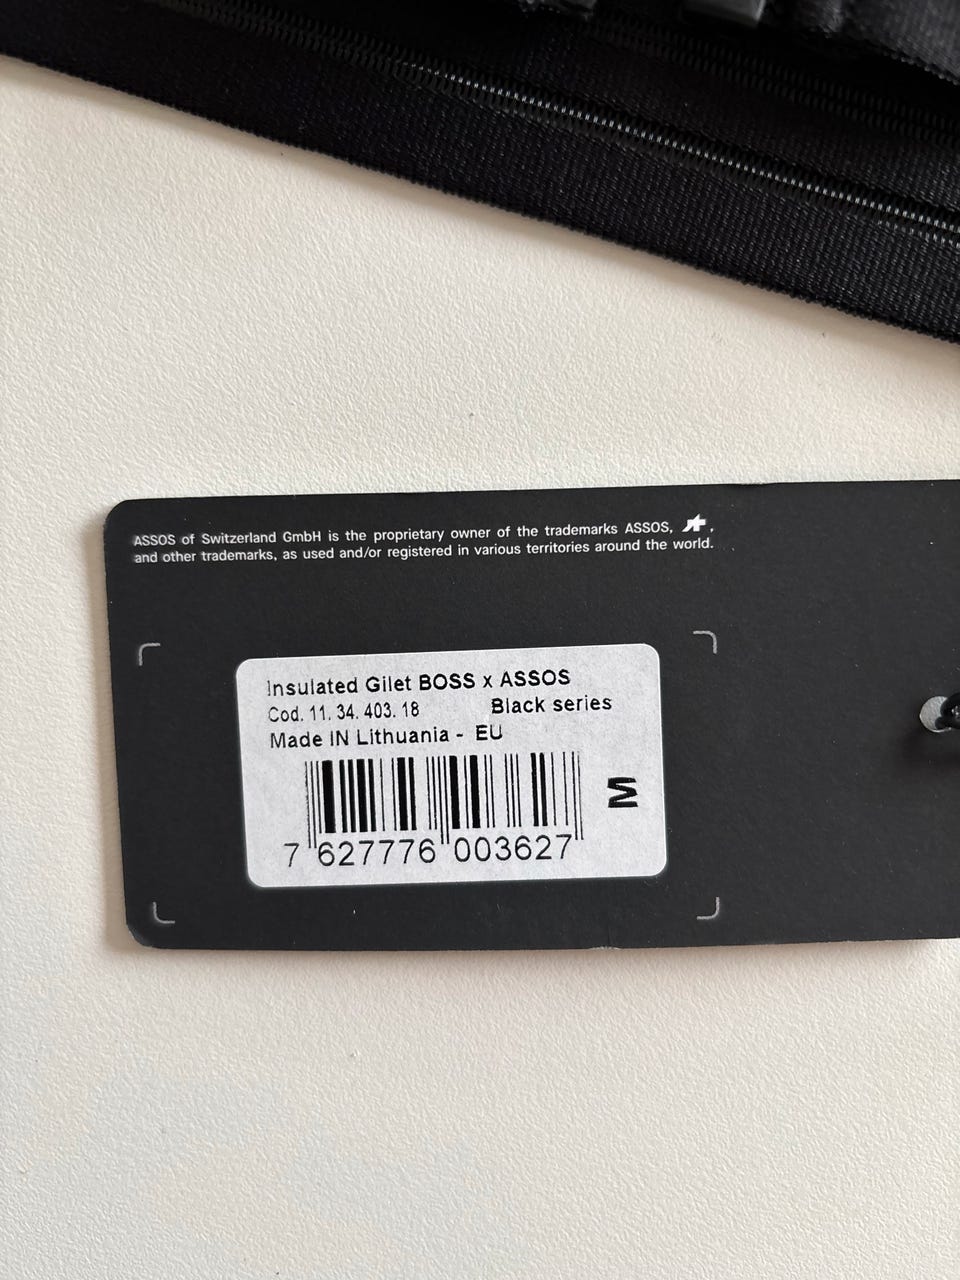 ASSOS of Switzerland GmbH is the proprietary owner of the trademarks ASSOS, ,
and other trademarks, as used and/or registered in various territories around the world.
Insulated Gilet BOSS x ASSOS
Cod. 11. 34. 403. 18 Black series
Made IN Lithuania - EU
M
7 627776 003627